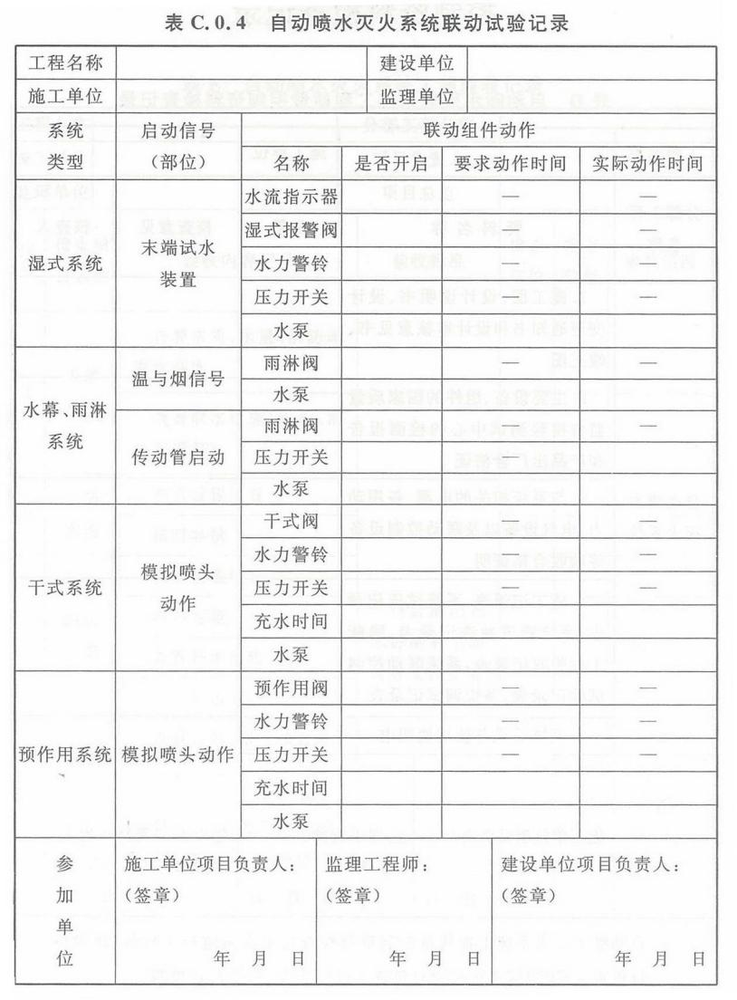 表 C.0.4 自动喷水灭火系统联动试验记录
工程名称 建设单位
施工单位 监理单位
系统 启动信号 联动组件动作
类型 （部位） 名称 是否开启 要求动作时间 实际动作时间
水流指示器 — —
湿式报警阀 — —
湿式系统 末端试水 水力警铃 — —
装置 压力开关 — —
水泵
温与烟信号 雨淋阀 — —
水泵
水幕、雨淋 雨淋阀 — —
系统 传动管启动 压力开关 — —
水泵
干式阀 — —
水力警铃 — —
干式系统 模拟喷头 压力开关 — —
动作 充水时间
水泵
预作用阀 — —
水力警铃 — —
预作用系统 模拟喷头动作 压力开关 — —
充水时间
水泵
参加单位
施工单位项目负责人： 监理工程师： 建设单位项目负责人：
（签章） （签章） （签章）
年 月 日 年 月 日 年 月 日